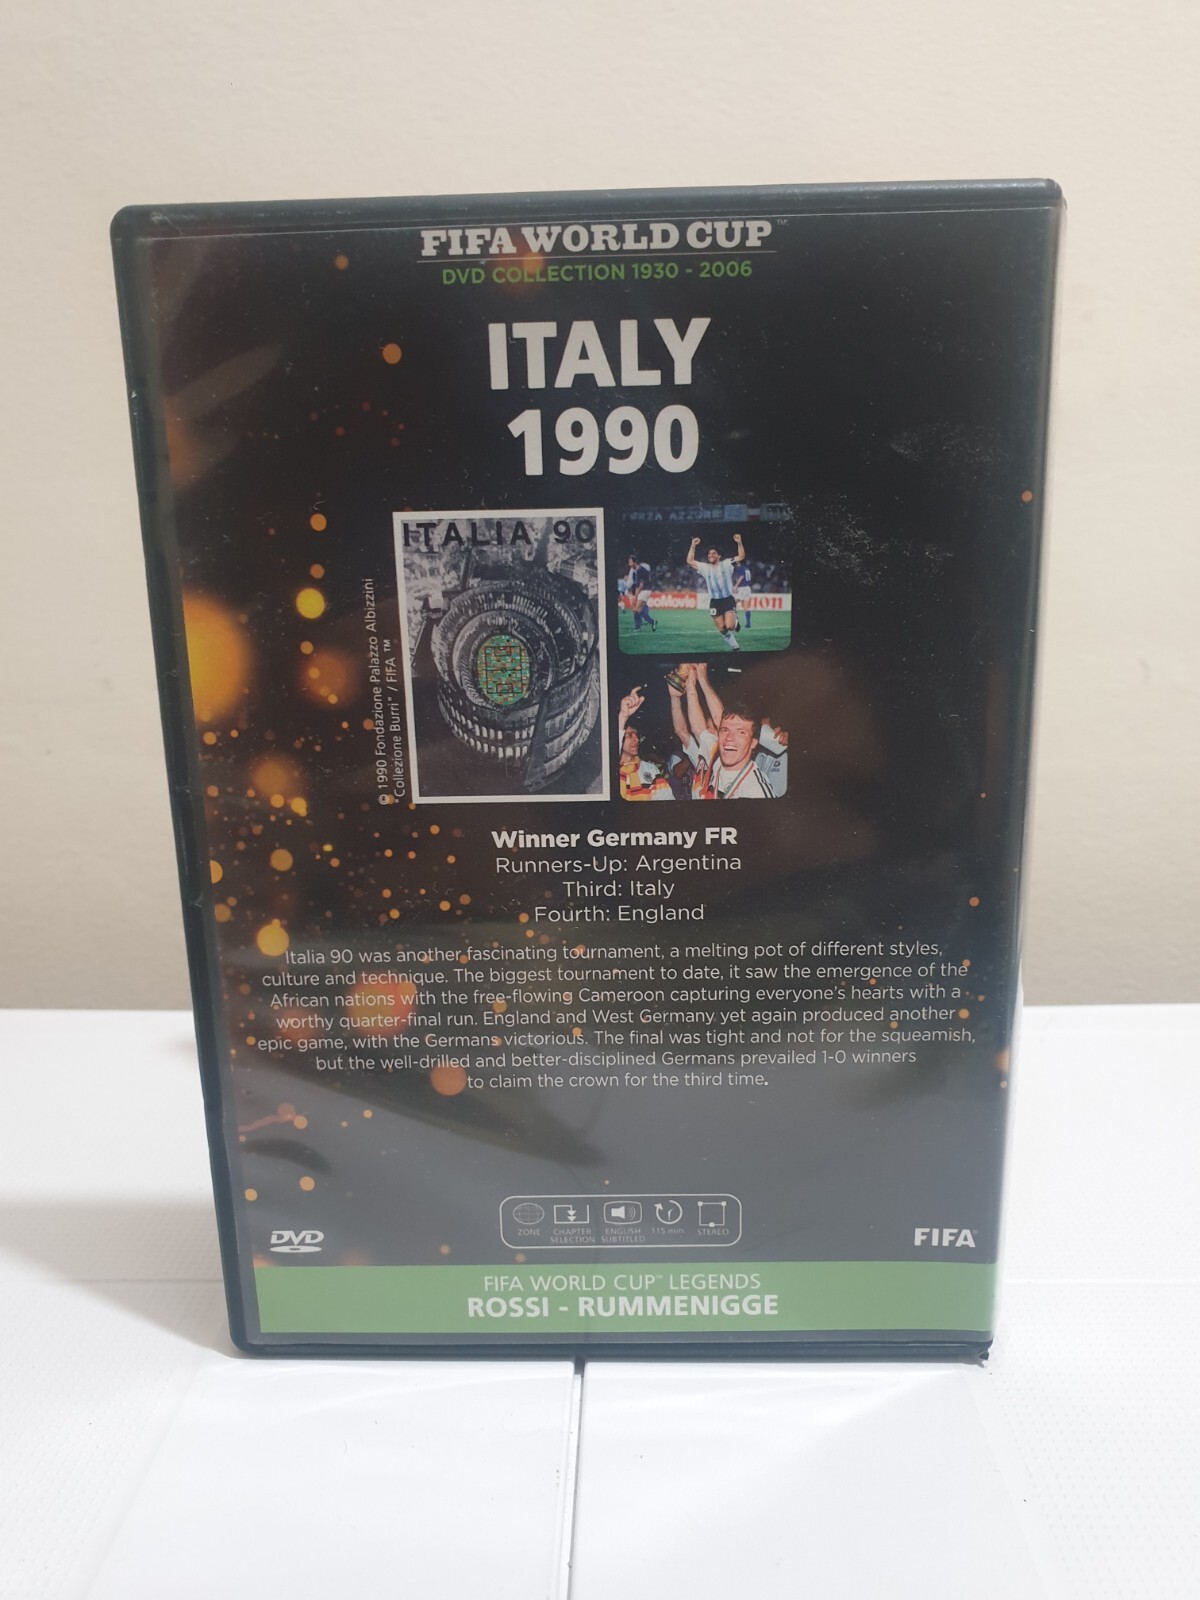 FIFA WORLD CUP™
DVD COLLECTION 1930 - 2006
ITALY
1990
ITALIA 90
FORZA AZZURRI
© 1990 Fondazione Palazzo Albizzini
"Collezione Burri" / FIFA ™
Winner Germany FR
Runners-Up: Argentina
Third: Italy
Fourth: England
Italia 90 was another fascinating tournament, a melting pot of different styles,
culture and technique. The biggest tournament to date, it saw the emergence of the
African nations with the free-flowing Cameroon capturing everyone's hearts with a
worthy quarter-final run. England and West Germany yet again produced another
epic game, with the Germans victorious. The final was tight and not for the squeamish,
but the well-drilled and better-disciplined Germans prevailed 1-0 winners
to claim the crown for the third time.
DVD
ZONE
CHAPTER
SELECTION
ENGLISH
SUBTITLED
115 min
STEREO
FIFA
FIFA WORLD CUP™ LEGENDS
ROSSI - RUMMENIGGE